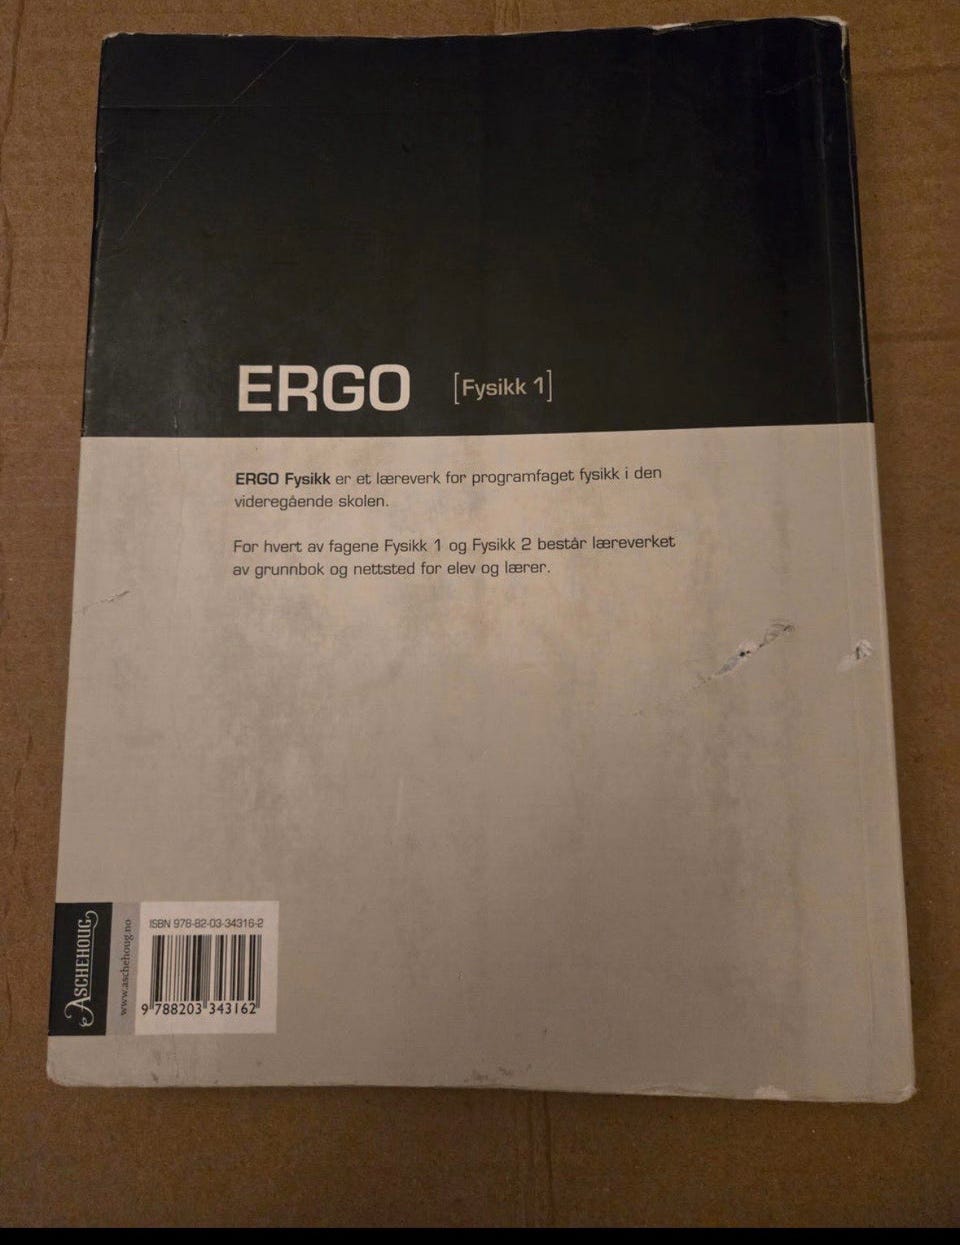 ERGO [Fysikk 1]
ERGO Fysikk er et læreverk for programfaget fysikk i den
videregående skolen.
For hvert av fagene Fysikk 1 og Fysikk 2 består læreverket
av grunnbok og nettsted for elev og lærer.
ASCHEHOUG
www.aschehoug.no
ISBN 978-82-03-34316-2
9 788203 343162